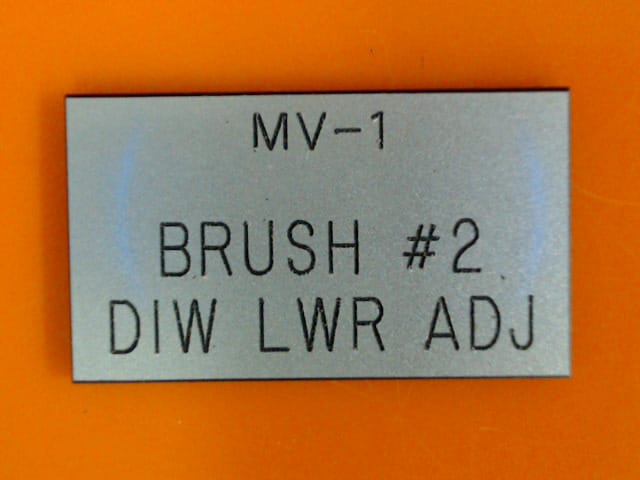 MV-1
BRUSH #2
DIW LWR ADJ